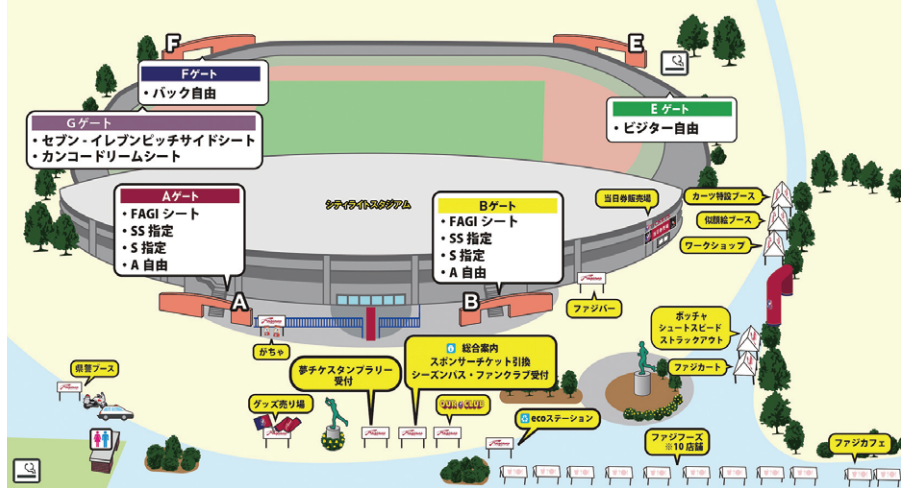 F
E
Fゲート
・バック自由
Gゲート
・セブン‐イレブンピッチサイドシート
・カンコードリームシート
Eゲート
・ビジター自由
Aゲート
・FAGIシート
・SS指定
・S指定
・A自由
シティライトスタジアム
Bゲート
・FAGIシート
・SS指定
・S指定
・A自由
当日券販売場
カーツ特設ブース
似顔絵ブース
ワークショップ
A
B
ファジバー
がちゃ
ボッチャ
シュートスピード
ストラックアウト
ファジカート
県警ブース
夢チケスタンプラリー
受付
総合案内
スポンサーチケット引換
シーズンパス・ファンクラブ受付
グッズ売り場
OUR CLUB
ecoステーション
ファジフーズ
※10店舗
ファジカフェ